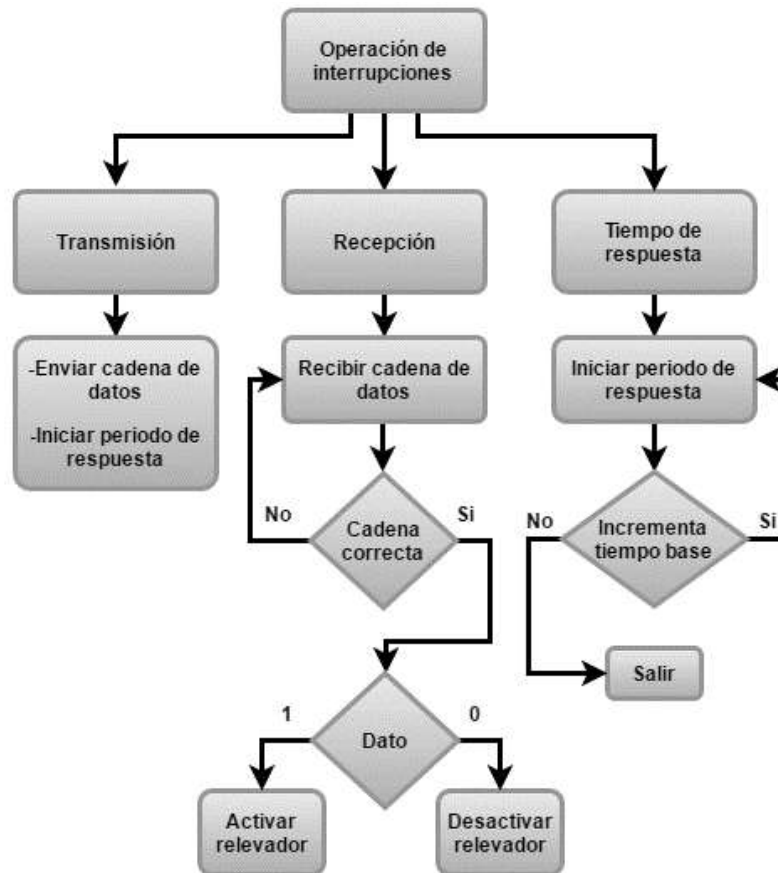 Operación de
interrupciones
Transmisión
Recepción
Tiempo de
respuesta
-Enviar cadena de
datos
-Iniciar periodo de
respuesta
Recibir cadena de
datos
Iniciar periodo de
respuesta
No
Cadena
correcta
Si
No
Incrementa
tiempo base
Si
Salir
1
Dato
0
Activar
relevador
Desactivar
relevador